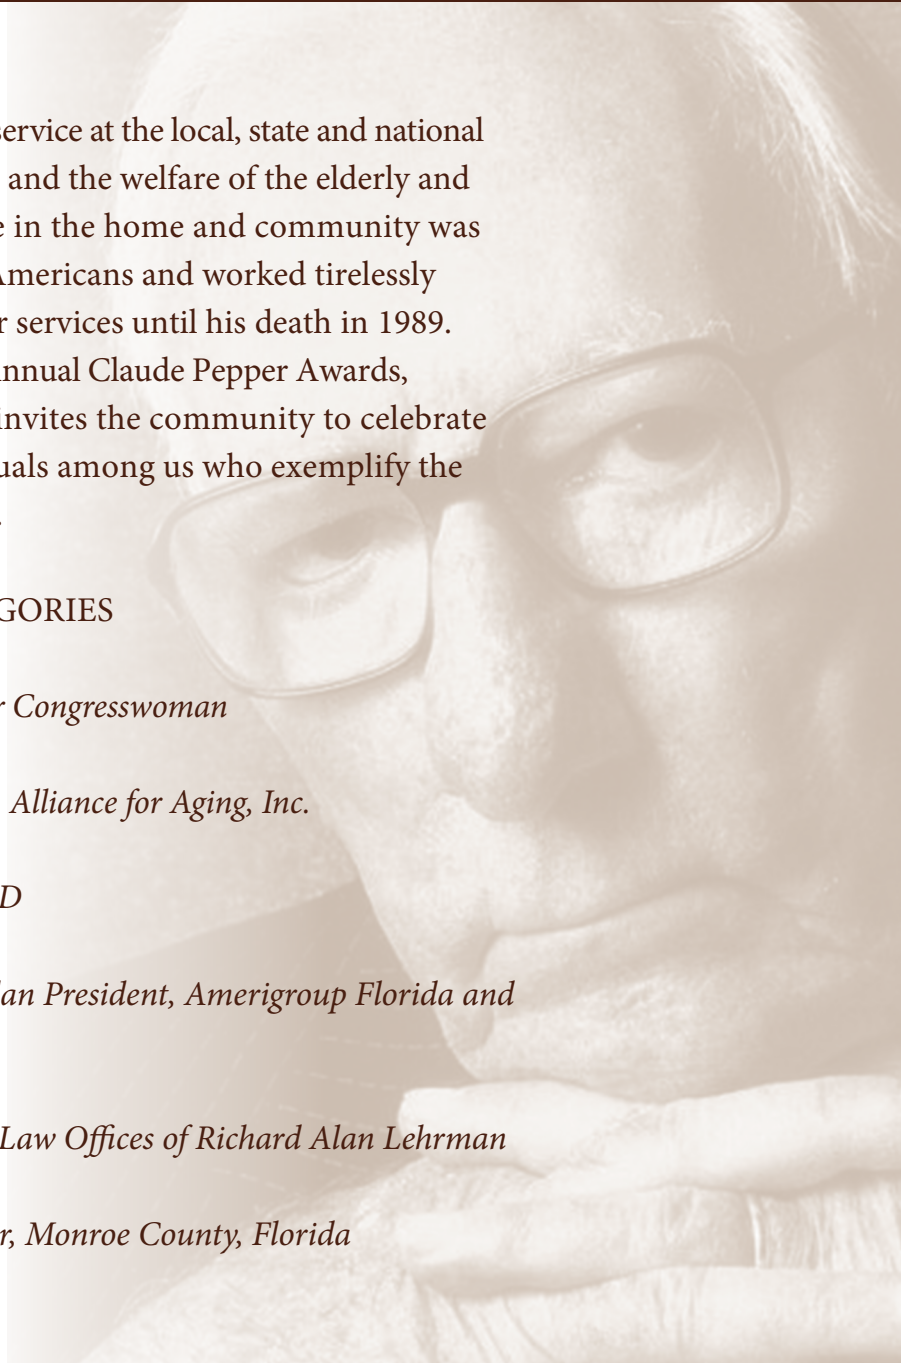 service at the local, state and national
and the welfare of the elderly and
e in the home and community was
Americans and worked tirelessly
r services until his death in 1989.
nnual Claude Pepper Awards,
invites the community to celebrate
uals among us who exemplify the
.
GORIES
r Congresswoman
Alliance for Aging, Inc.
D
lan President, Amerigroup Florida and
Law Offices of Richard Alan Lehrman
r, Monroe County, Florida